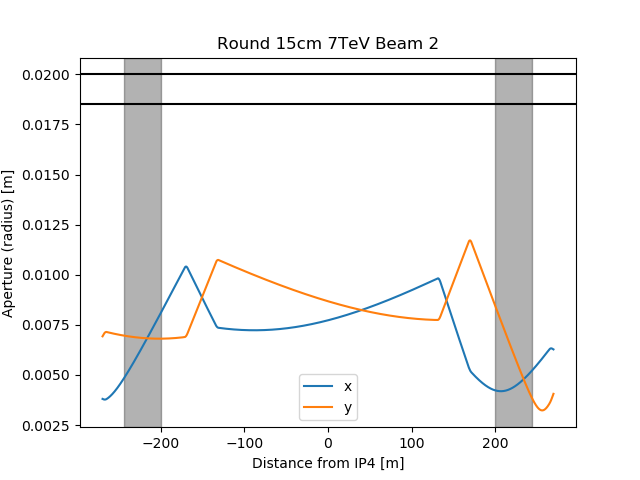 Round 15cm 7TeV Beam 2
Aperture (radius) [m]
0.0200
0.0175
0.0150
0.0125
0.0100
0.0075
0.0050
0.0025
x
y
−200
−100
0
100
200
Distance from IP4 [m]